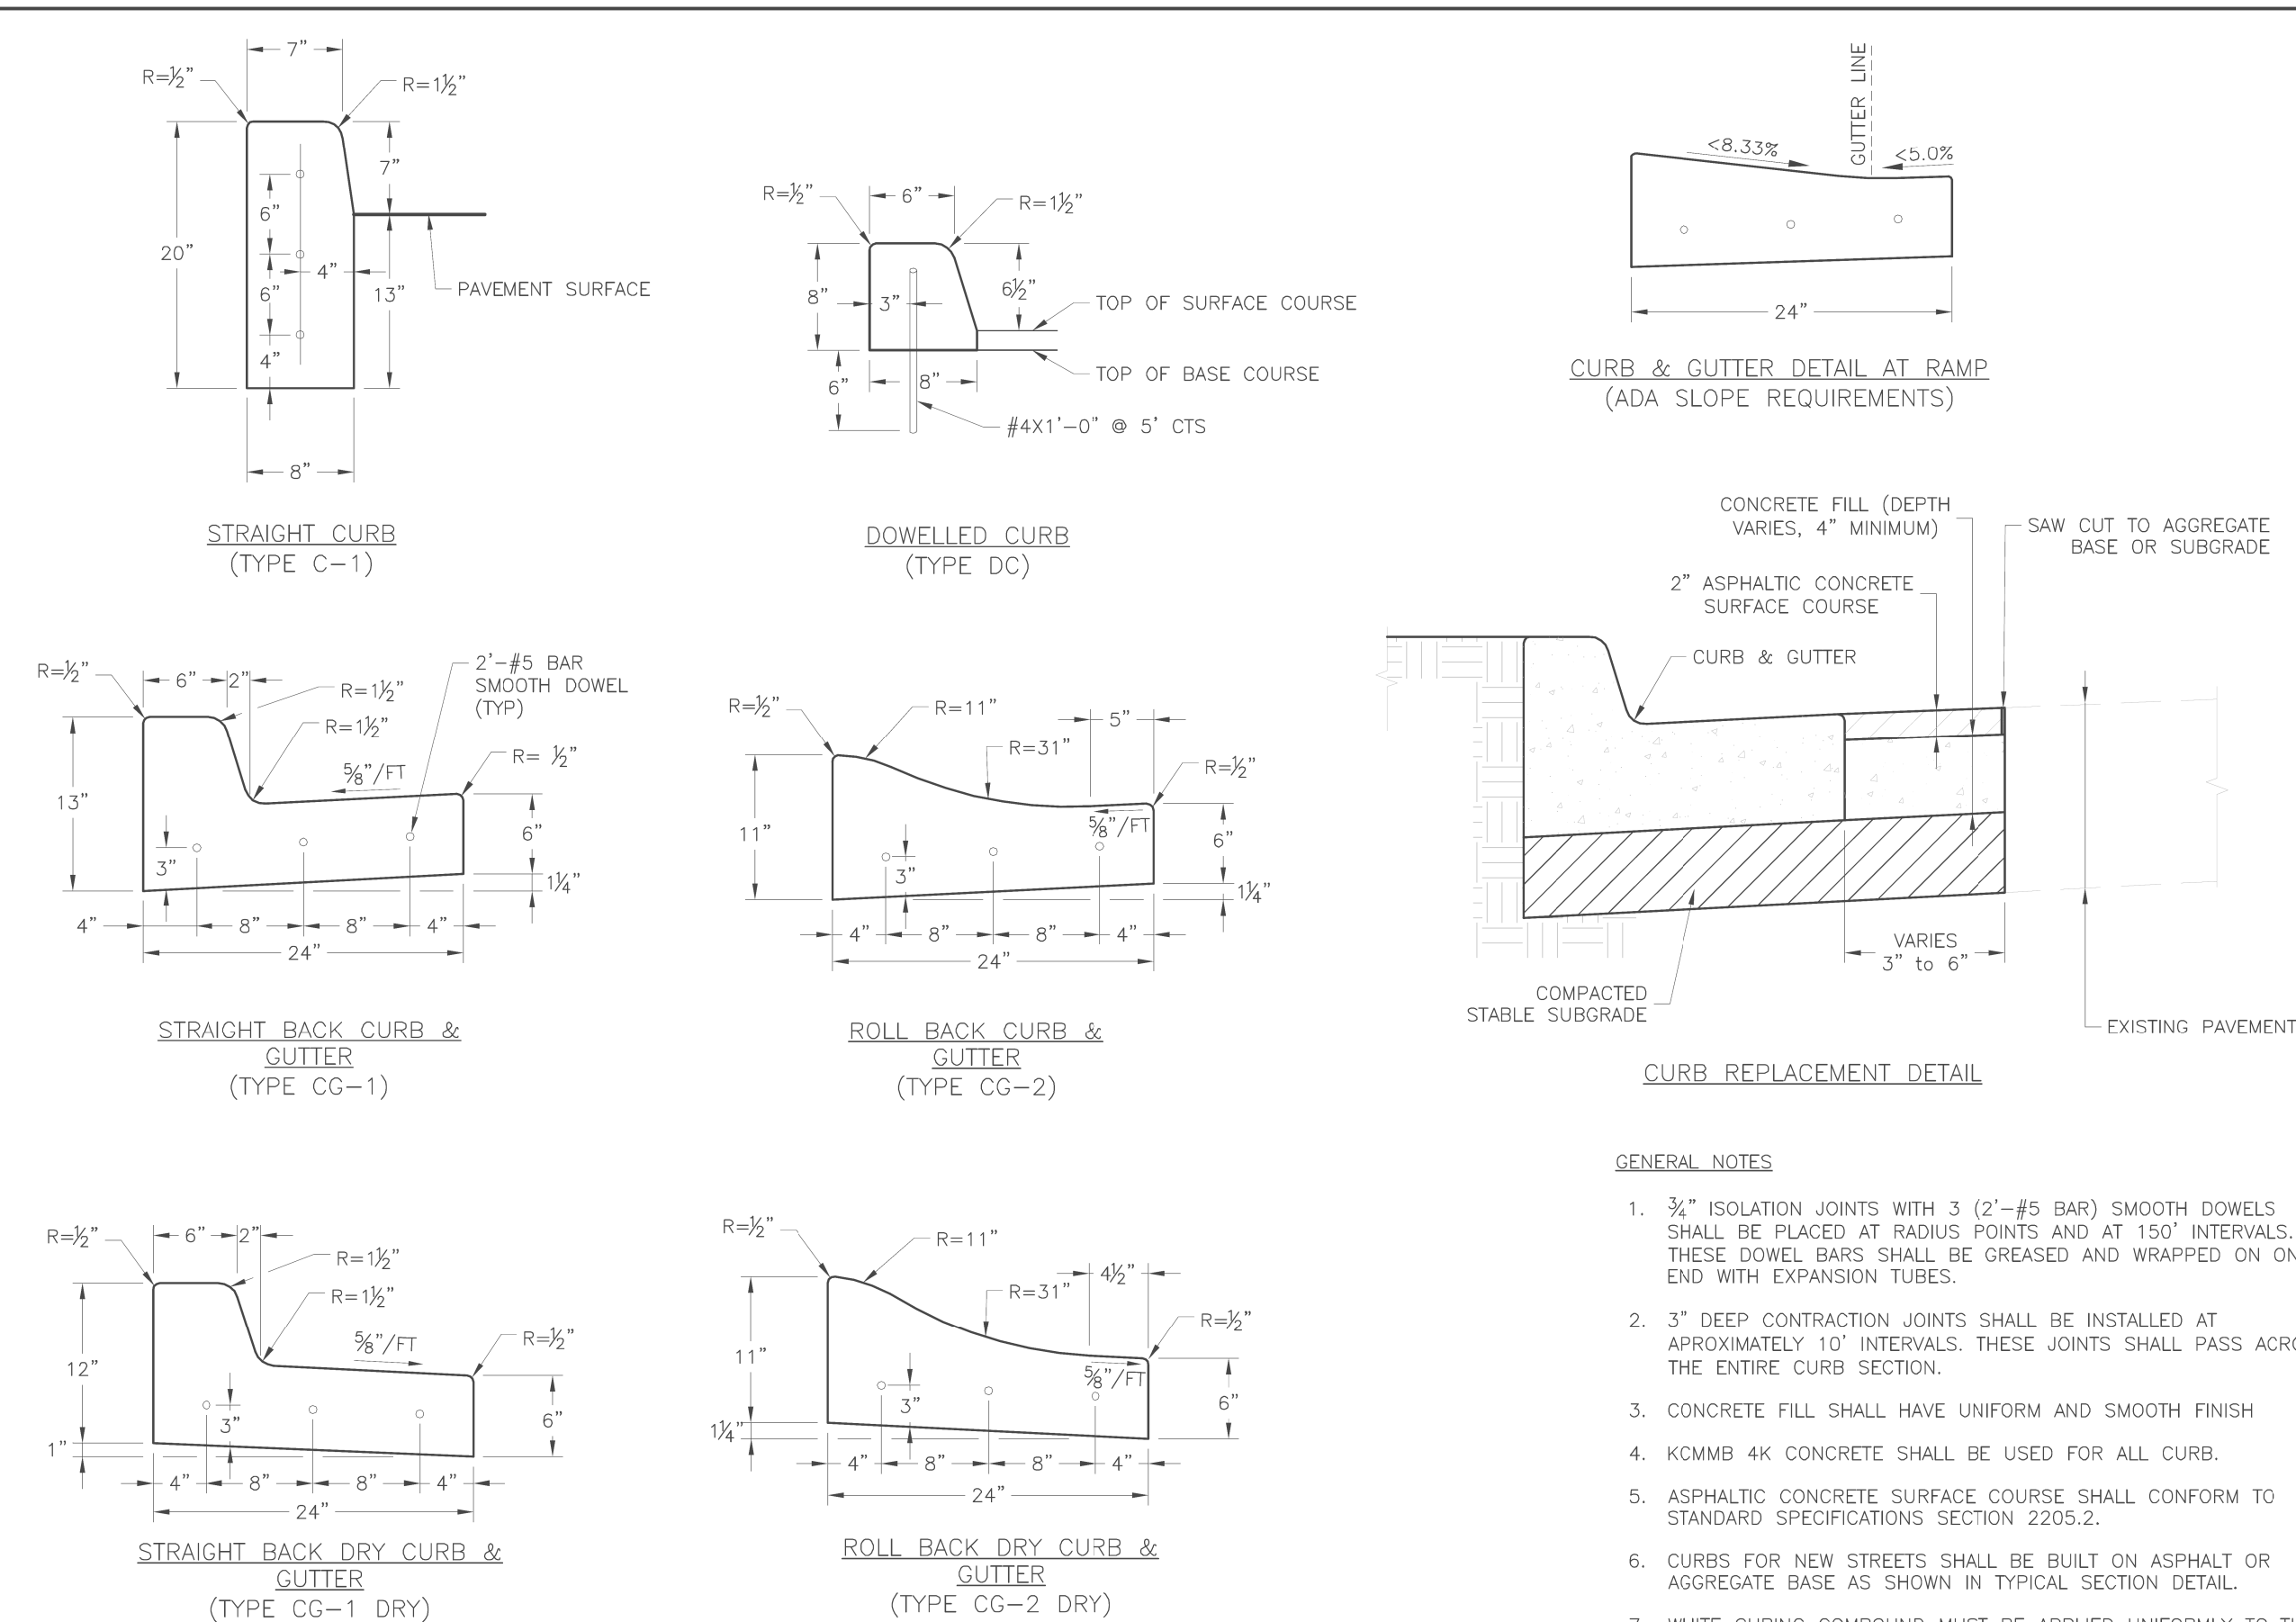 7”
R=½”
R=1½”
20”
7”
6”
6”
4”
4”
13”
PAVEMENT SURFACE
8”
STRAIGHT CURB
(TYPE C–1)
R=½”
6”
R=1½”
8”
3”
6½”
TOP OF SURFACE COURSE
6”
8”
TOP OF BASE COURSE
#4X1’–0” @ 5’ CTS
DOWELLED CURB
(TYPE DC)
GUTTER LINE
<8.33%
<5.0%
24”
CURB & GUTTER DETAIL AT RAMP
(ADA SLOPE REQUIREMENTS)
R=½”
6”
2”
R=1½”
R=1½”
2’–#5 BAR
SMOOTH DOWEL
(TYP)
⅝”/FT
R= ½”
13”
3”
6”
1¼”
4”
8”
8”
4”
24”
STRAIGHT BACK CURB &
GUTTER
(TYPE CG–1)
R=½”
R=11”
R=31”
5”
R=½”
⅝”/FT
11”
3”
6”
1¼”
4”
8”
8”
4”
24”
ROLL BACK CURB &
GUTTER
(TYPE CG–2)
CONCRETE FILL (DEPTH
VARIES, 4” MINIMUM)
SAW CUT TO AGGREGATE
BASE OR SUBGRADE
2” ASPHALTIC CONCRETE
SURFACE COURSE
CURB & GUTTER
VARIES
3” to 6”
COMPACTED
STABLE SUBGRADE
EXISTING PAVEMENT
CURB REPLACEMENT DETAIL
R=½”
6”
2”
R=1½”
R=1½”
⅝”/FT
R=½”
12”
3”
6”
1”
4”
8”
8”
4”
24”
STRAIGHT BACK DRY CURB &
GUTTER
(TYPE CG–1 DRY)
R=½”
R=11”
R=31”
4½”
R=½”
⅝”/FT
11”
3”
6”
1¼”
4”
8”
8”
4”
24”
ROLL BACK DRY CURB &
GUTTER
(TYPE CG–2 DRY)
GENERAL NOTES
1. ¾” ISOLATION JOINTS WITH 3 (2’–#5 BAR) SMOOTH DOWELS
SHALL BE PLACED AT RADIUS POINTS AND AT 150’ INTERVALS.
THESE DOWEL BARS SHALL BE GREASED AND WRAPPED ON
END WITH EXPANSION TUBES.
2. 3” DEEP CONTRACTION JOINTS SHALL BE INSTALLED AT
APROXIMATELY 10’ INTERVALS. THESE JOINTS SHALL PASS
THE ENTIRE CURB SECTION.
3. CONCRETE FILL SHALL HAVE UNIFORM AND SMOOTH FINISH
4. KCMMB 4K CONCRETE SHALL BE USED FOR ALL CURB.
5. ASPHALTIC CONCRETE SURFACE COURSE SHALL CONFORM TO
STANDARD SPECIFICATIONS SECTION 2205.2.
6. CURBS FOR NEW STREETS SHALL BE BUILT ON ASPHALT OR
AGGREGATE BASE AS SHOWN IN TYPICAL SECTION DETAIL.
7. WHITE CURING COMPOUND MUST BE APPLIED UNIFORMLY TO